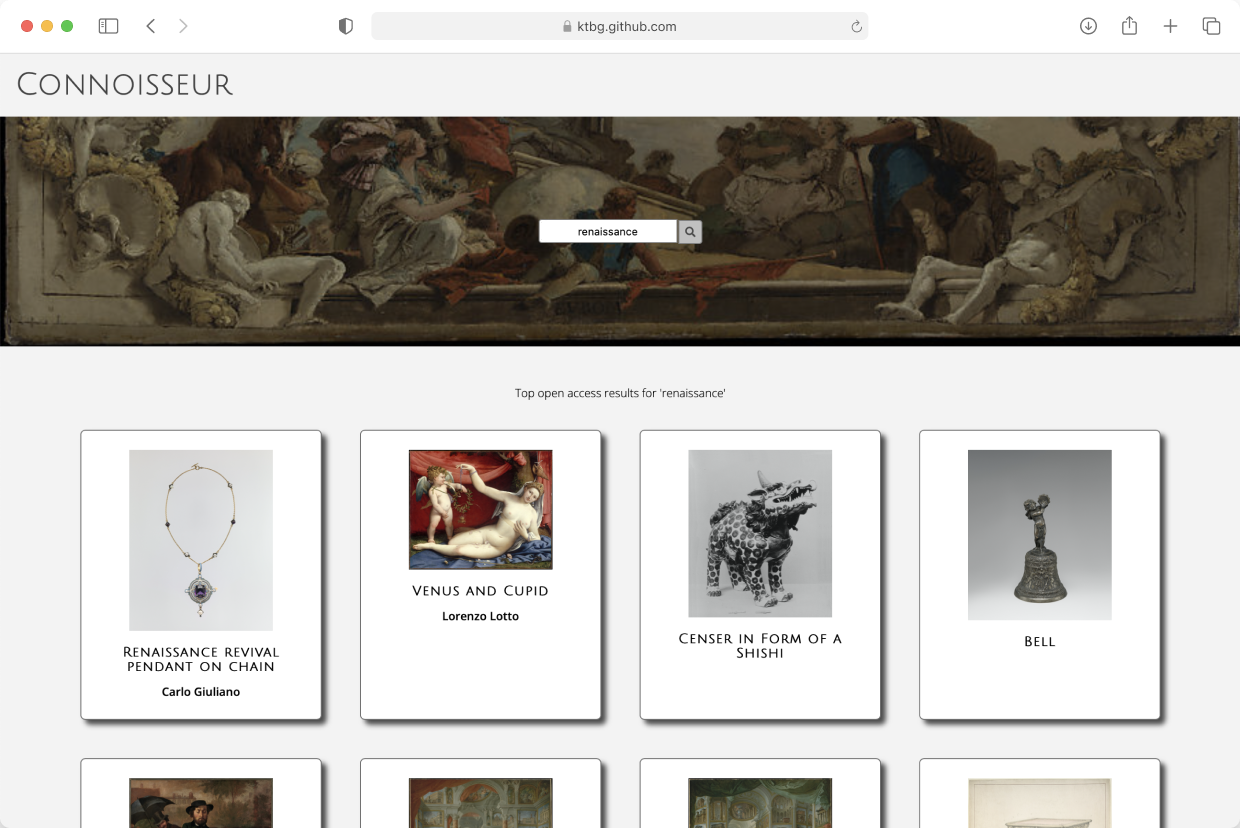 ktbg.github.com
CONNOISSEUR
renaissance
Top open access results for 'renaissance'
RENAISSANCE REVIVAL
PENDANT ON CHAIN
Carlo Giuliano
VENUS AND CUPID
Lorenzo Lotto
CENSER IN FORM OF A
SHISHI
BELL